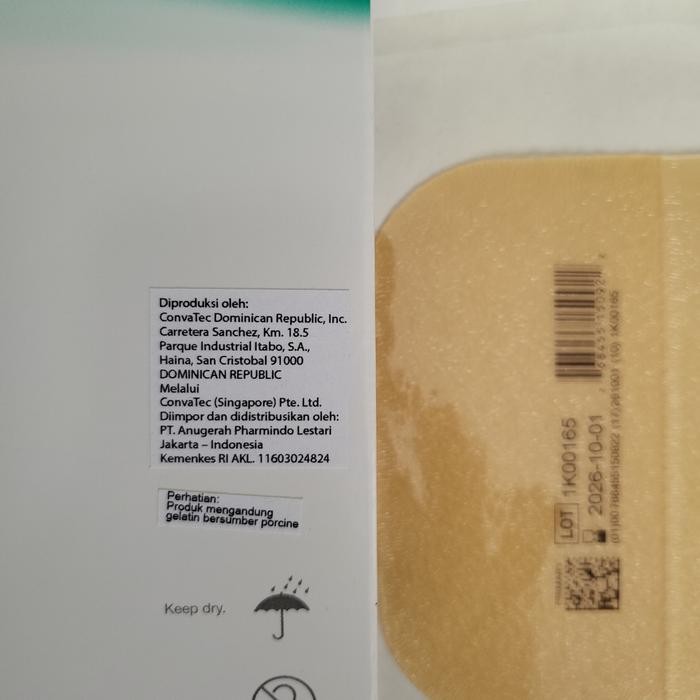 Diproduksi oleh:
ConvaTec Dominican Republic, Inc.
Carretera Sanchez, Km. 18.5
Parque Industrial Itabo, S.A.,
Haina, San Cristobal 91000
DOMINICAN REPUBLIC
Melalui
ConvaTec (Singapore) Pte. Ltd.
Diimpor dan didistribusikan oleh:
PT. Anugerah Pharmindo Lestari
Jakarta – Indonesia
Kemenkes RI AKL. 11603024824
Perhatian:
Produk mengandung
gelatin bersumber porcine
Keep dry.
LOT 1K00165
2026-10-01